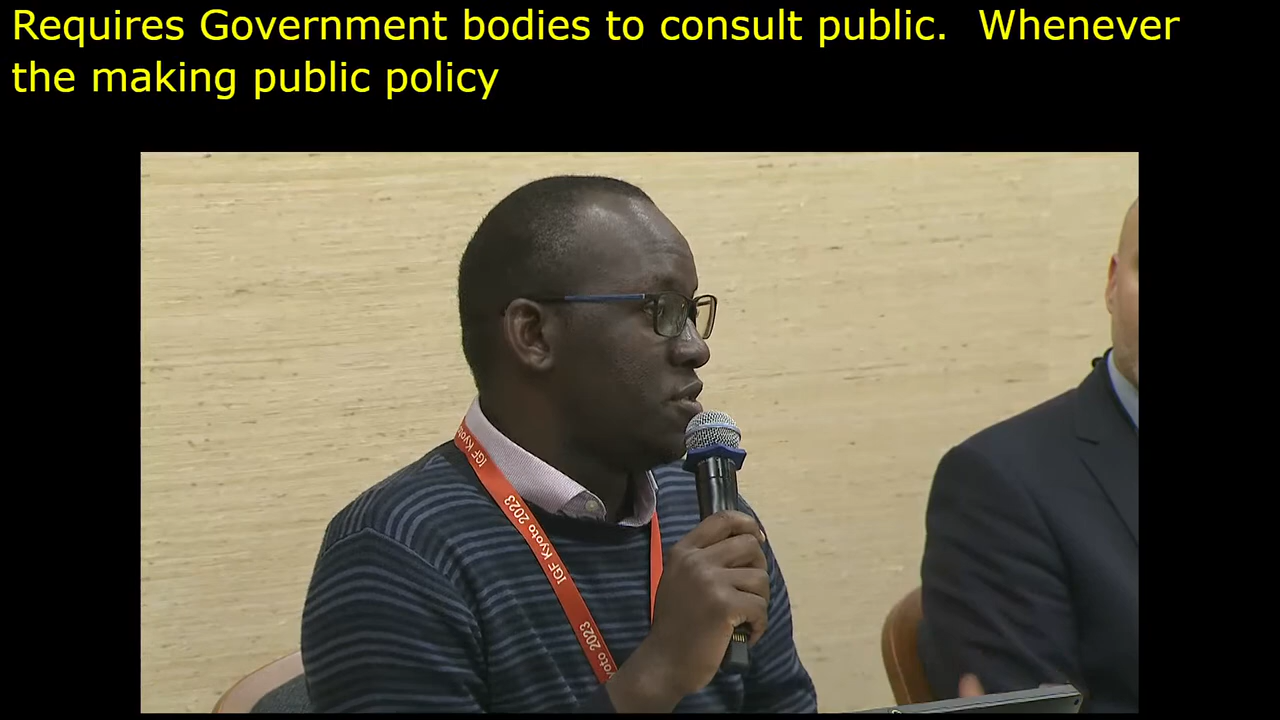 Requires Government bodies to consult public.  Whenever
the making public policy
IGF Kyoto
IGF Kyoto 2023
2023